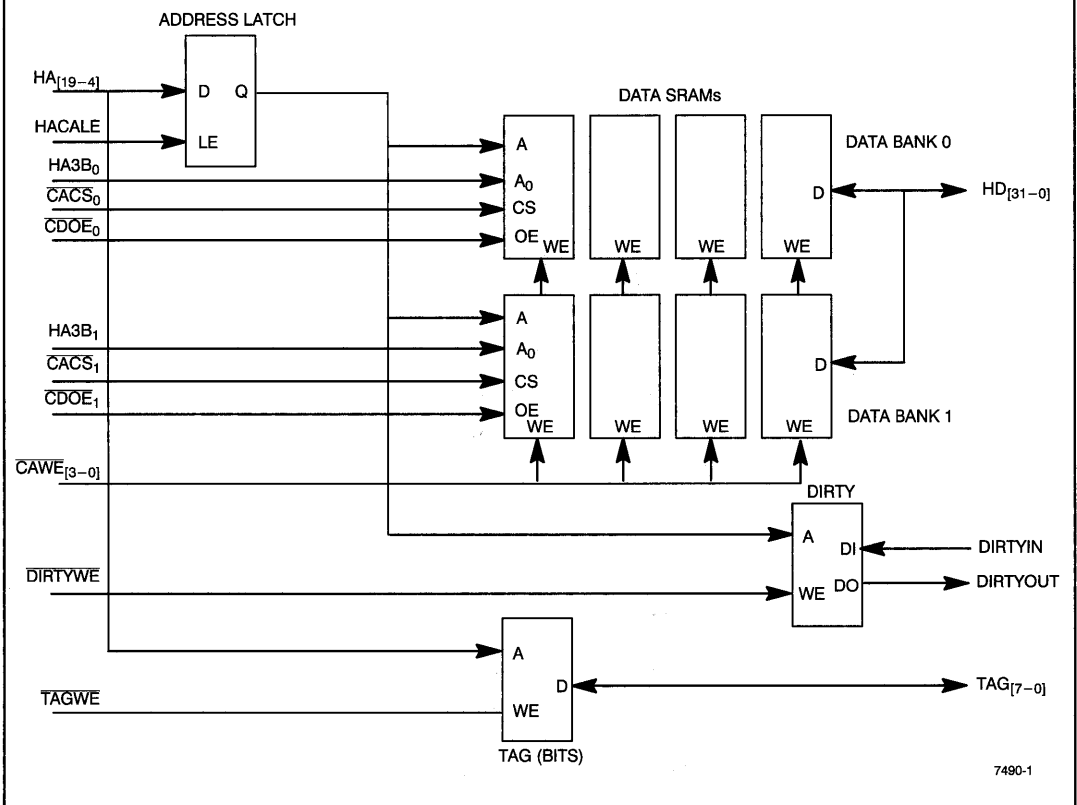 ADDRESS LATCH
HA[19–4]
D Q
DATA SRAMs
HACALE
LE
A
DATA BANK 0
HA3B0
A0
D
HD[31–0]
CACS0
CS
CDOE0
OE
WE WE WE WE
HA3B1
A
A0
CACS1
CS
D
CDOE1
OE
WE WE WE WE
DATA BANK 1
CAWE[3–0]
DIRTY
A
DI
DIRTYIN
DIRTYWE
WE
DO
DIRTYOUT
A
D
TAG[7–0]
TAGWE
WE
TAG (BITS)
7490-1